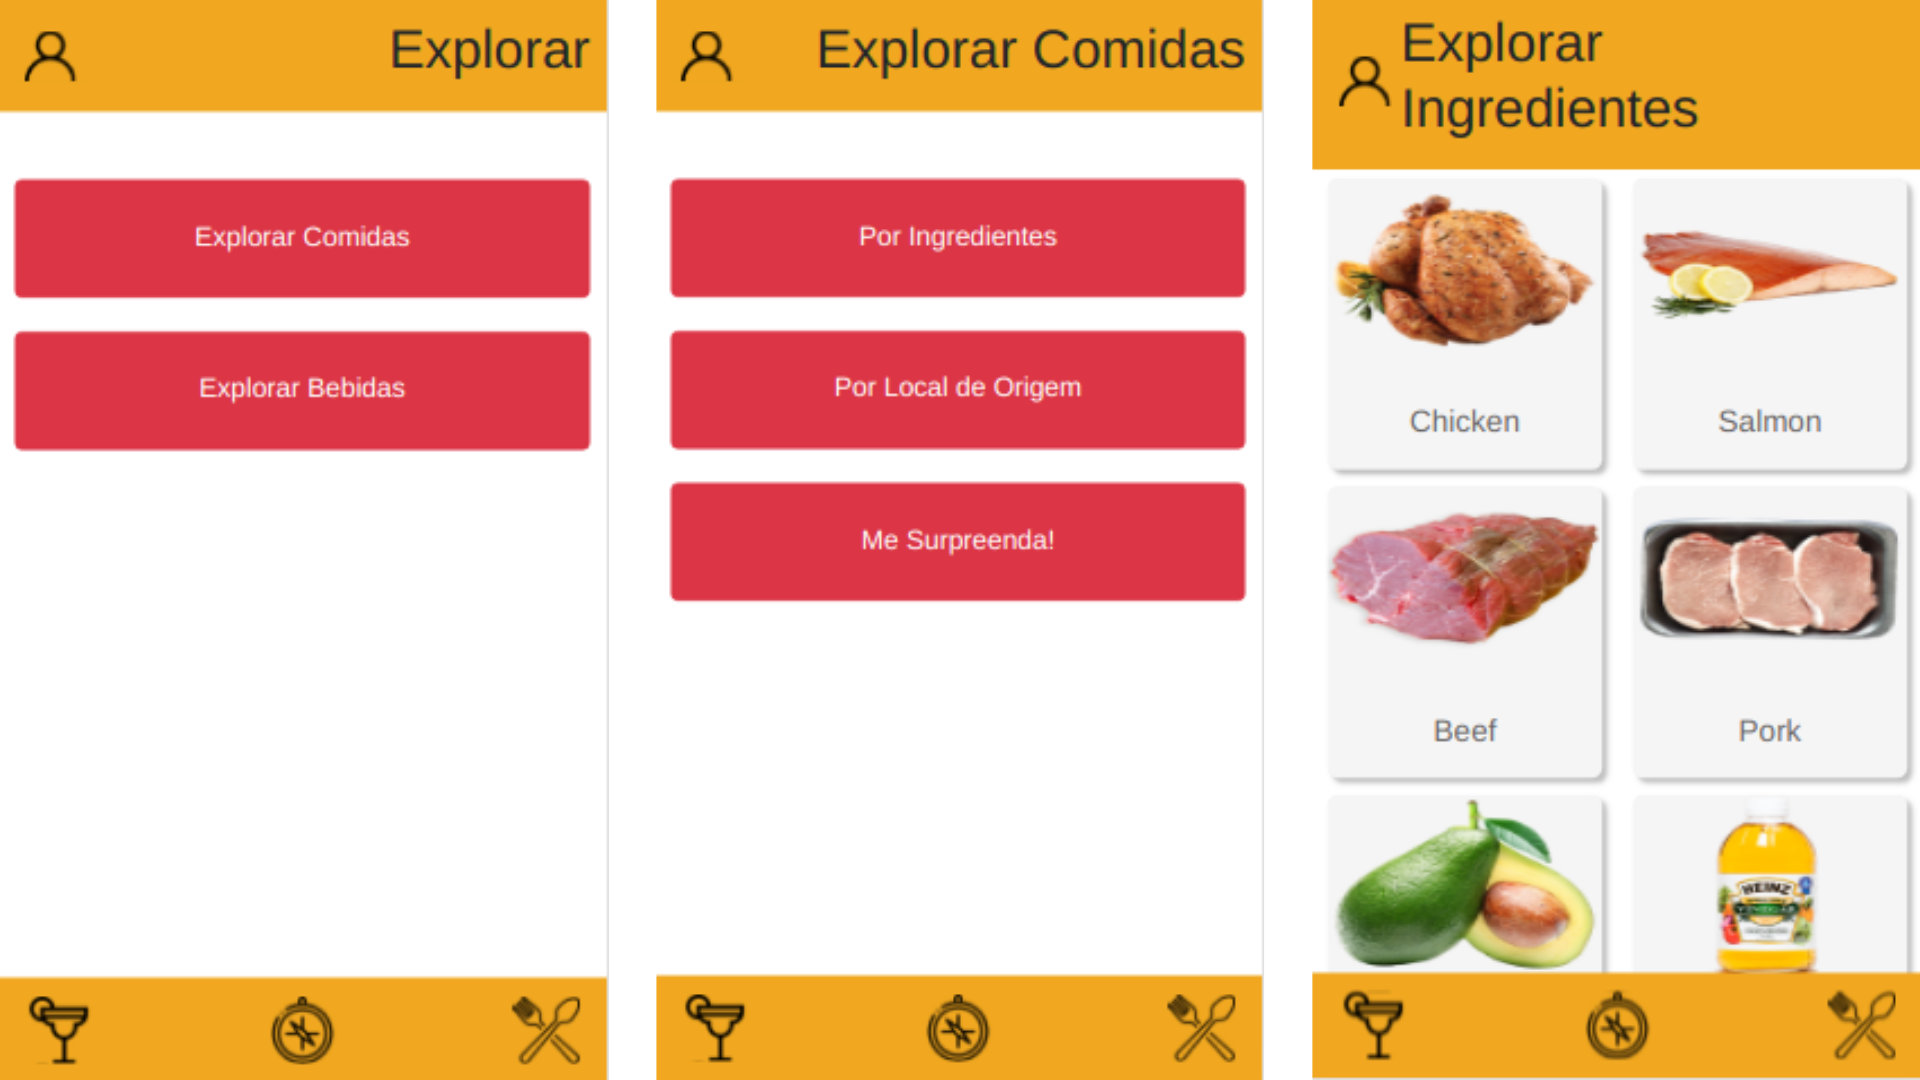 Explorar
Explorar Comidas
Explorar Bebidas
Explorar Comidas
Por Ingredientes
Por Local de Origem
Me Surpreenda!
Explorar
Ingredientes
Chicken
Salmon
Beef
Pork
HEINZ